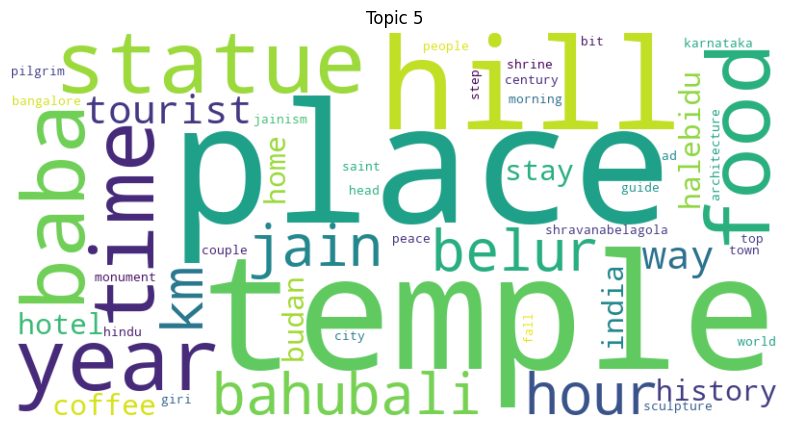 Topic 5
people
bit
karnataka
statue
hill
food
pilgrim
shrine
step
century
bangalore
tourist
morning
baba
time
place
jainism
home
saint
head
stay
halebidu
architecture
ad
guide
couple
jain
peace
belur
shravanabelagola
way
top
town
monument
km
temple
india
hotel
hindu
budan
city
fall
world
year
coffee
giri
bahubali
hour
history
sculpture